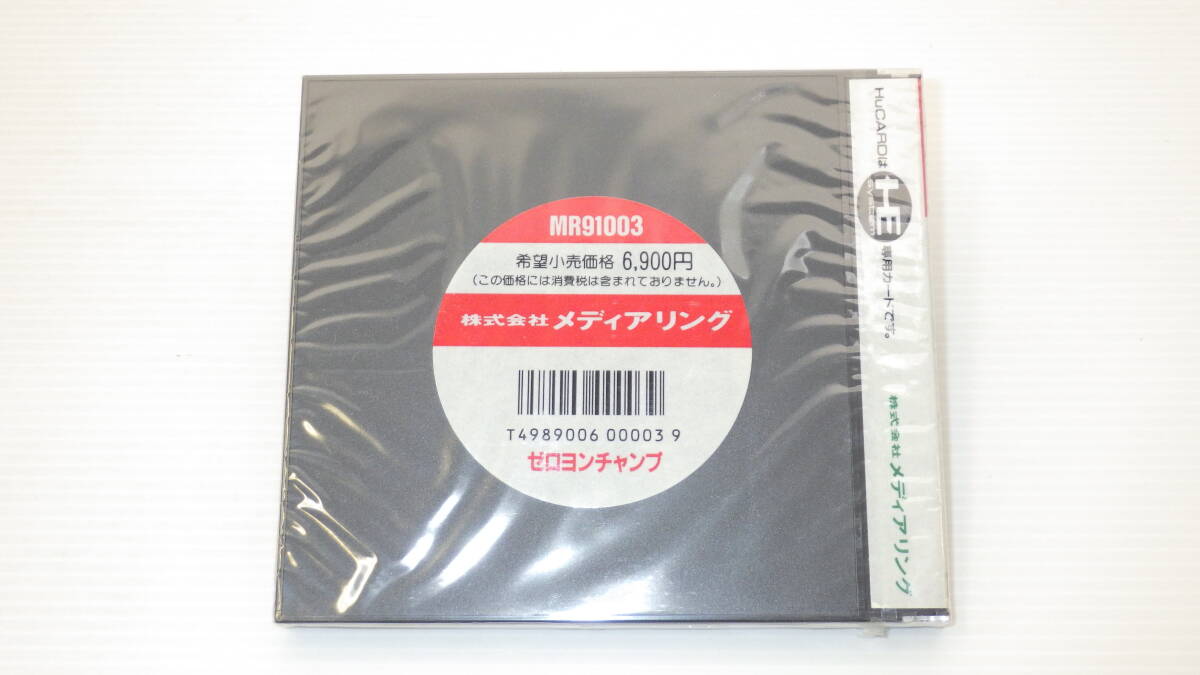 MR91003
希望小売価格 6,900円
(この価格には消費税は含まれておりません。)
株式会社 メディアリング
T4989006 00003 9
ゼロヨンチャンプ
HuCARDは HE SYSTEM 専用カードです。
株式会社 メディアリング